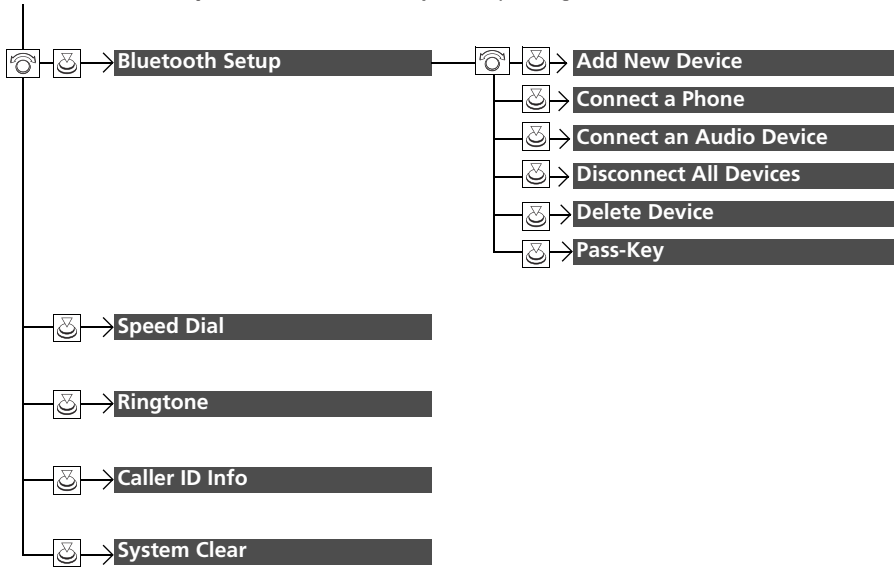 Bluetooth Setup
Add New Device
Connect a Phone
Connect an Audio Device
Disconnect All Devices
Delete Device
Pass-Key
Speed Dial
Ringtone
Caller ID Info
System Clear